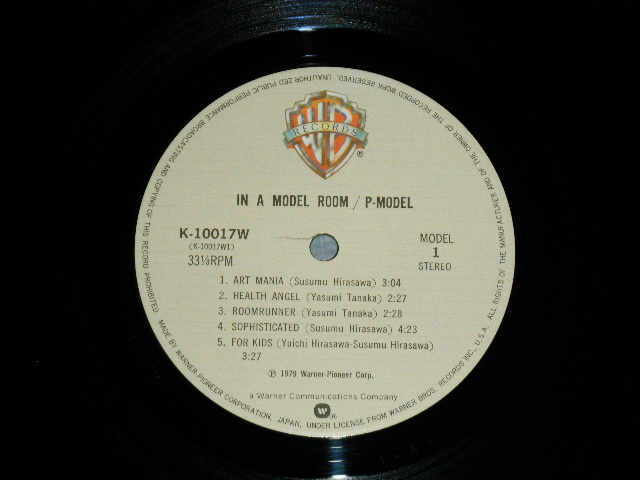 WB
RECORDS
®
IN A MODEL ROOM / P-MODEL
K-10017W
(K-10017W1)
33⅓RPM
MODEL
1
STEREO
1. ART MANIA (Susumu Hirasawa) 3:04
2. HEALTH ANGEL (Yasumi Tanaka) 2:27
3. ROOMRUNNER (Yasumi Tanaka) 2:28
4. SOPHISTICATED (Susumu Hirasawa) 4:23
5. FOR KIDS (Yuichi Hirasawa-Susumu Hirasawa)
3:27
℗ 1979 Warner-Pioneer Corp.
a Warner Communications Company
W ®
MADE BY WARNER-PIONEER CORPORATION, JAPAN, UNDER LICENSE FROM WARNER BROS. RECORDS INC., U.S.A. ALL RIGHTS OF THE MANUFACTURER AND OF THE OWNER OF THE RECORDED WORK RESERVED. UNAUTHORIZED PUBLIC PERFORMANCE BROADCASTING AND COPYING OF THIS RECORD PROHIBITED.